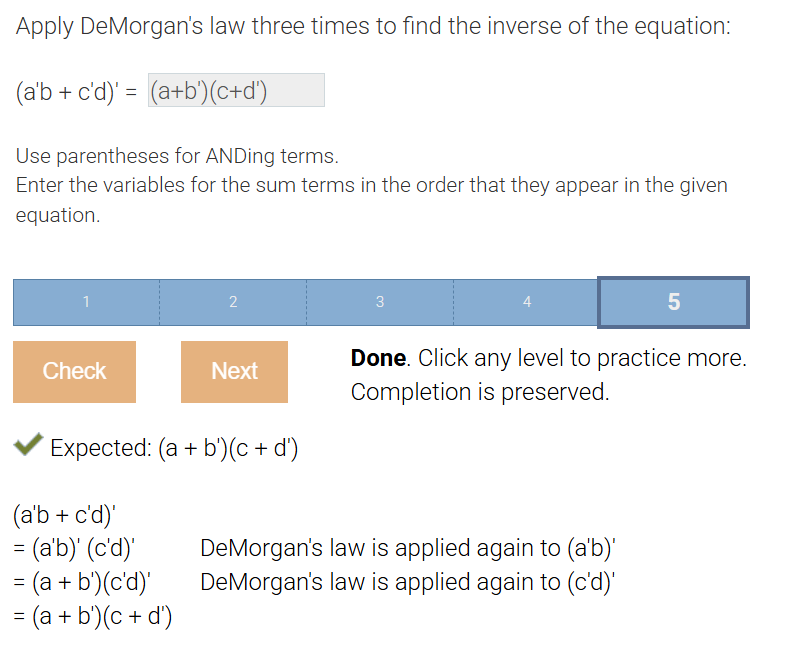 Apply DeMorgan's law three times to find the inverse of the equation:
(a'b + c'd)' = (a+b')(c+d')
Use parentheses for ANDing terms.
Enter the variables for the sum terms in the order that they appear in the given
equation.
1 2 3 4 5
Check Next Done. Click any level to practice more.
Completion is preserved.
Expected: (a + b')(c + d')
(a'b + c'd)'
= (a'b)' (c'd)' DeMorgan's law is applied again to (a'b)'
= (a + b')(c'd)' DeMorgan's law is applied again to (c'd)'
= (a + b')(c + d')